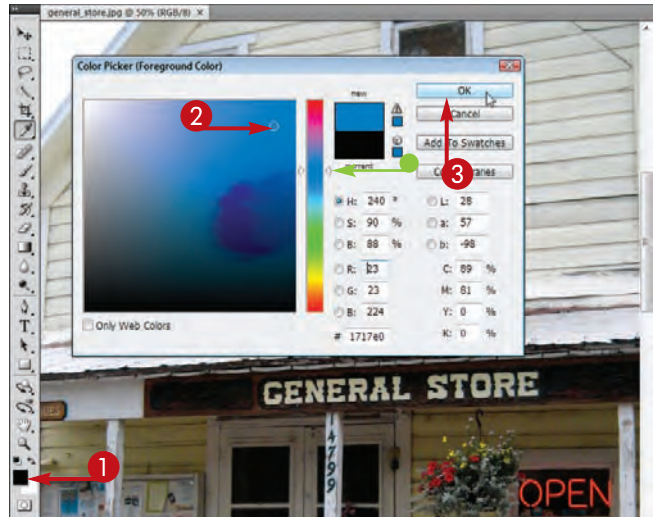 general_store.jpg @ 50% (RGB/8) ×
Color Picker (Foreground Color)
new
current
OK
Cancel
Add To Swatches
2
3
1
H: 240 °
S: 90 %
B: 88 %
R: 23
G: 23
B: 224
# 1717e0
L: 28
a: 57
b: -98
C: 89 %
M: 81 %
Y: 0 %
K: 0 %
Only Web Colors
GENERAL STORE
14799
OPEN